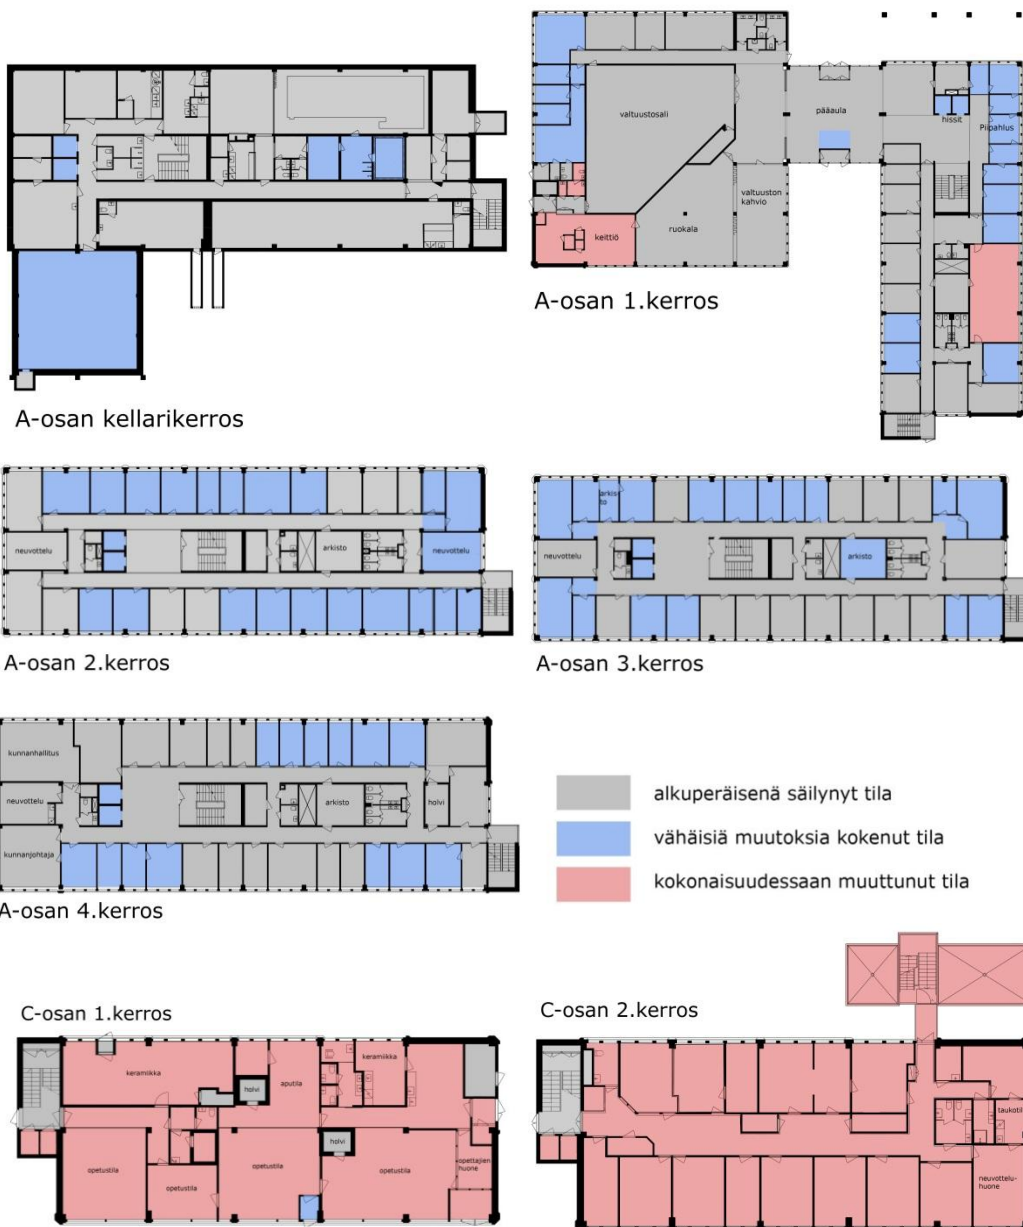 A-osan kellarikerros
valtuustosali
pääaula
hissit
Piipahlus
valtuuston
kahvio
ruokala
keittiö
A-osan 1.kerros
neuvottelu
arkisto
neuvottelu
A-osan 2.kerros
arkis
to
neuvottelu
arkisto
A-osan 3.kerros
kunnanhallitus
neuvottelu
arkisto
holvi
kunnanjohtaja
A-osan 4.kerros
alkuperäisenä säilynyt tila
vähäisiä muutoksia kokenut tila
kokonaisuudessaan muuttunut tila
C-osan 1.kerros
keramiikka
holvi
aputila
keramiikka
holvi
opetustila
opetustila
opetustila
opetustila
opettajien
huone
C-osan 2.kerros
taukotil
neuvottelu-
huone